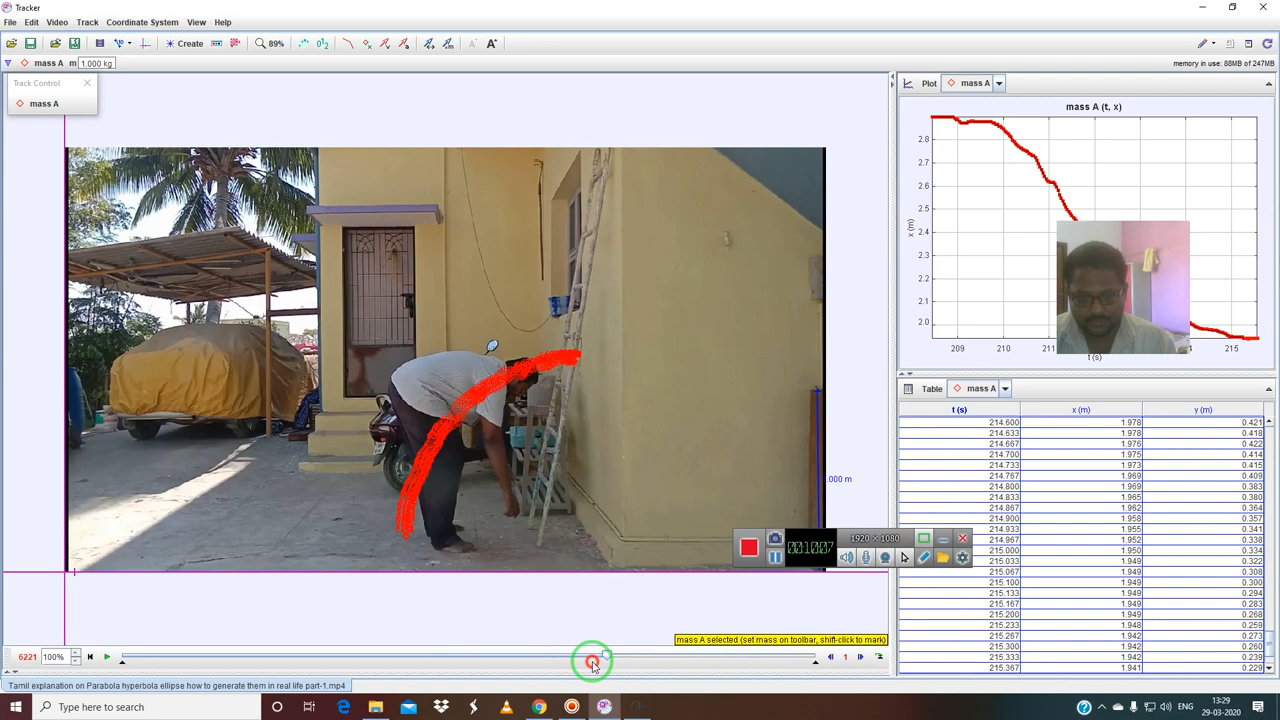 Tracker
File Edit Video Track Coordinate System View Help
Create 89%
mass A m 1.000 kg memory in use: 88MB of 247MB
Track Control
mass A
Plot mass A
mass A (t, x)
x (m)
2.8
2.7
2.6
2.5
2.4
2.3
2.2
2.1
2.0
209 210 211 215
t (s)
Table mass A
t (s) x (m) y (m)
214.600 1.978 0.421
214.633 1.978 0.418
214.667 1.976 0.422
214.700 1.975 0.414
214.733 1.973 0.415
214.767 1.969 0.409
214.800 1.969 0.383
214.833 1.965 0.380
214.867 1.962 0.364
214.900 1.958 0.357
214.933 1.955 0.341
214.967 1.952 0.338
215.000 1.950 0.334
215.033 1.949 0.322
215.067 1.949 0.308
215.100 1.949 0.300
215.133 1.949 0.294
215.167 1.949 0.283
215.200 1.949 0.268
215.233 1.948 0.259
215.267 1.942 0.273
215.300 1.942 0.260
215.333 1.942 0.239
215.367 1.941 0.229
.000 m
1920 × 1080
00:10:07
mass A selected (set mass on toolbar, shift-click to mark)
6221 100% 1
Tamil explanation on Parabola hyperbola ellipse how to generate them in real life part-1.mp4
Type here to search
ENG
13:29
29-03-2020